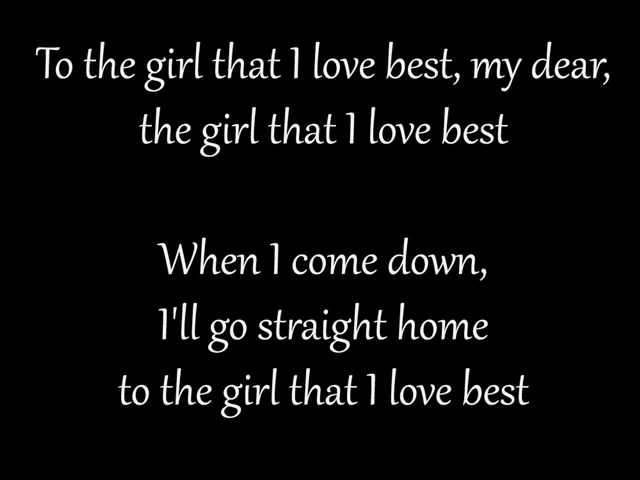 To the girl that I love best, my dear,
the girl that I love best
When I come down,
I'll go straight home
to the girl that I love best